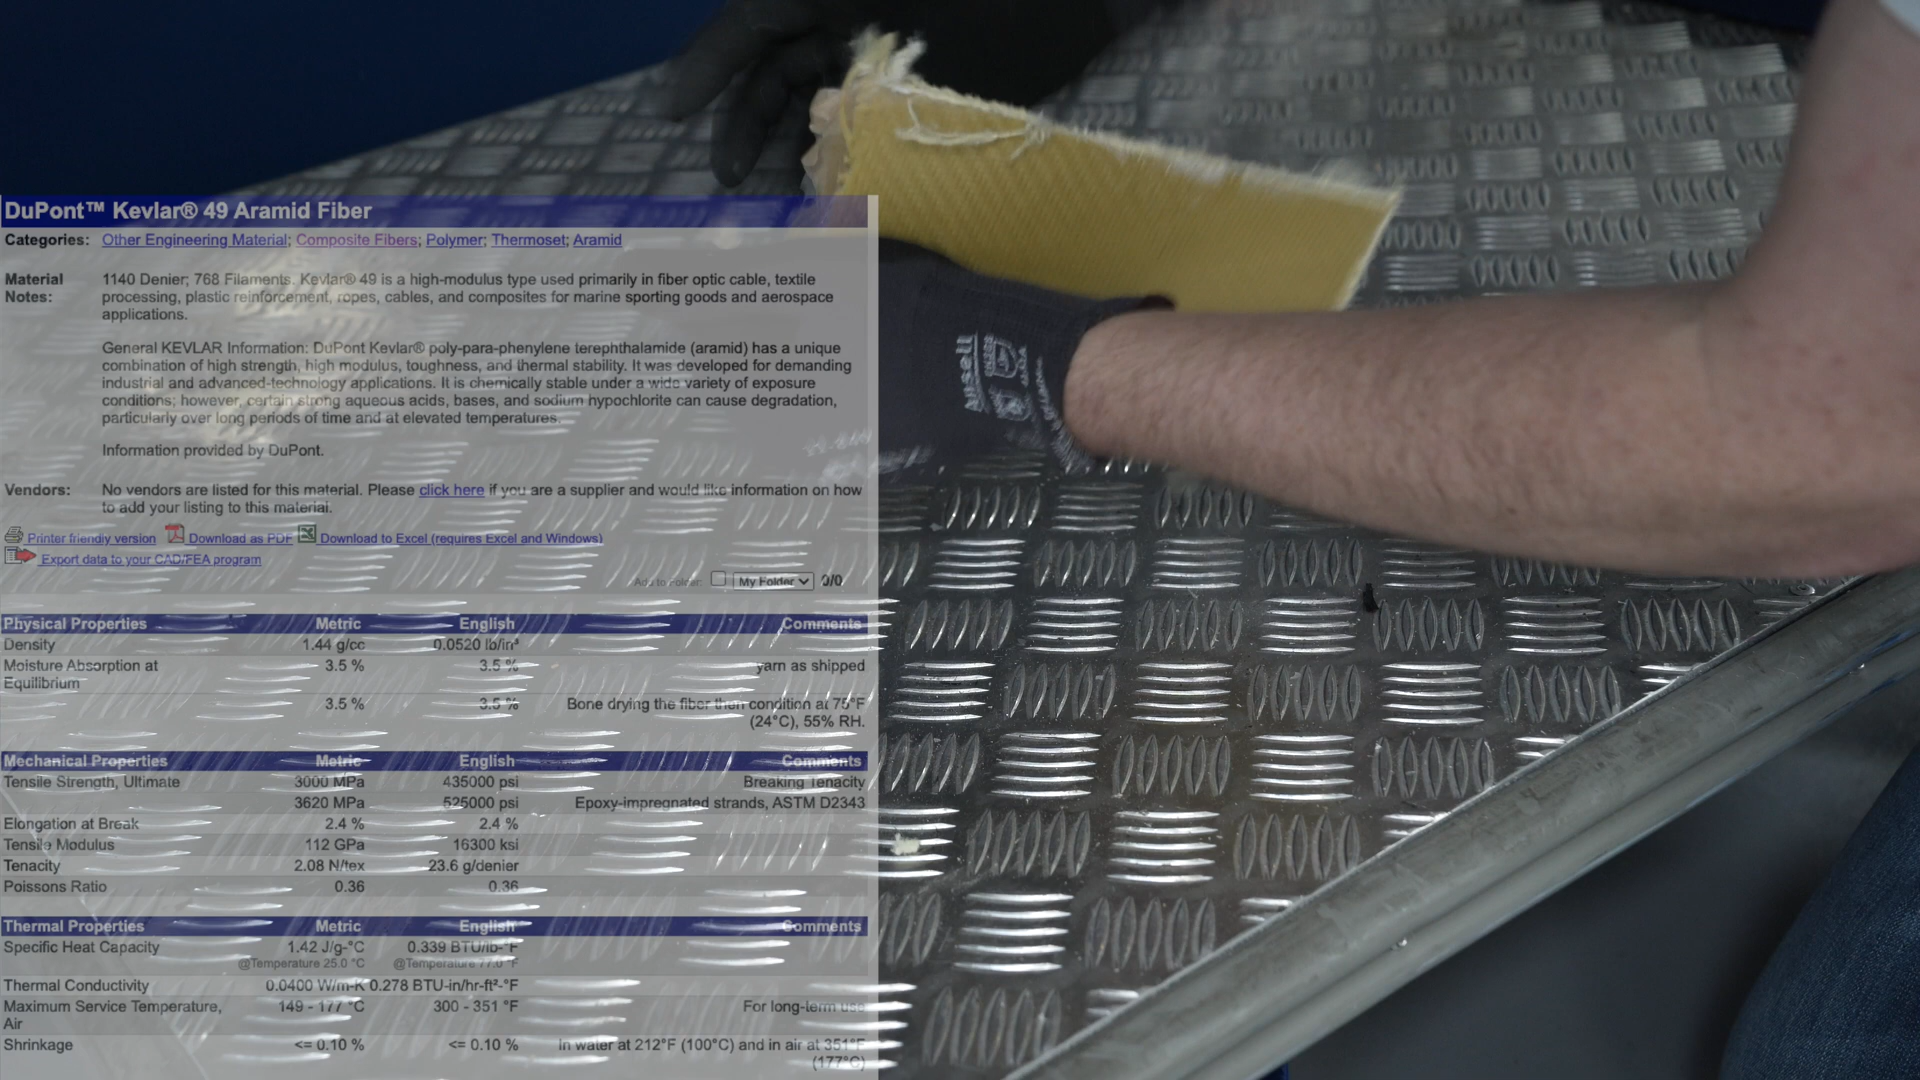 DuPont™ Kevlar® 49 Aramid Fiber
Categories: Other Engineering Material; Composite Fibers; Polymer; Thermoset; Aramid
Material Notes: 1140 Denier; 768 Filaments. Kevlar® 49 is a high-modulus type used primarily in fiber optic cable, textile
processing, plastic reinforcement, ropes, cables, and composites for marine sporting goods and aerospace
applications.
General KEVLAR Information: DuPont Kevlar® poly-para-phenylene terephthalamide (aramid) has a unique
combination of high strength, high modulus, toughness, and thermal stability. It was developed for demanding
industrial and advanced-technology applications. It is chemically stable under a wide variety of exposure
conditions; however, certain strong aqueous acids, bases, and sodium hypochlorite can cause degradation,
particularly over long periods of time and at elevated temperatures.
Information provided by DuPont.
Vendors: No vendors are listed for this material. Please click here if you are a supplier and would like information on how
to add your listing to this material.
Printer friendly version Download as PDF Download to Excel (requires Excel and Windows)
Export data to your CAD/FEA program
Add to Folder: My Folder 0/0
Physical Properties Metric English Comments
Density 1.44 g/cc 0.0520 lb/in³
Moisture Absorption at Equilibrium 3.5 % 3.5 % yarn as shipped
3.5 % 3.5 % Bone drying the fiber then condition at 75°F
(24°C), 55% RH.
Mechanical Properties Metric English Comments
Tensile Strength, Ultimate 3000 MPa 435000 psi Breaking Tenacity
3620 MPa 525000 psi Epoxy-impregnated strands, ASTM D2343
Elongation at Break 2.4 % 2.4 %
Tensile Modulus 112 GPa 16300 ksi
Tenacity 2.08 N/tex 23.6 g/denier
Poissons Ratio 0.36 0.36
Thermal Properties Metric English Comments
Specific Heat Capacity 1.42 J/g-°C 0.339 BTU/lb-°F
@Temperature 25.0 °C @Temperature 77.0 °F
Thermal Conductivity 0.0400 W/m-K 0.278 BTU-in/hr-ft²-°F
Maximum Service Temperature, Air 149 - 177 °C 300 - 351 °F For long-term use
Shrinkage <= 0.10 % <= 0.10 % In water at 212°F (100°C) and in air at 351°F
(177°C)
Ansell